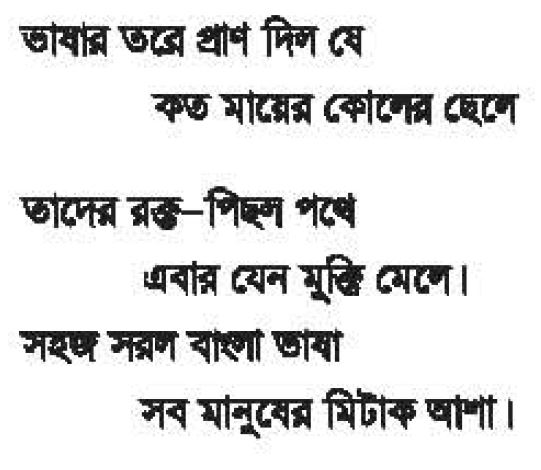 ভাষার তরে প্রাণ দিল যে
কত মায়ের কোলের ছেলে
তাদের রক্ত-পিছল পথে
এবার যেন মুক্তি মেলে।
সহজ সরল বাংলা ভাষা
সব মানুষের মিটাক আশা।